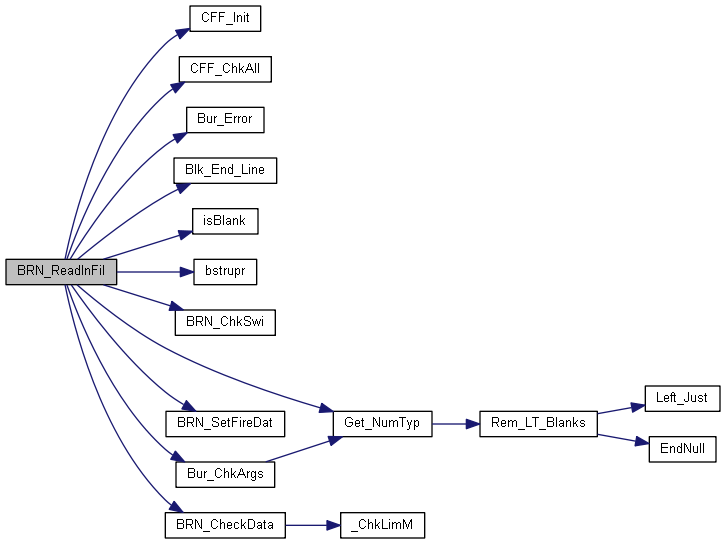 CFF_Init
CFF_ChkAll
Bur_Error
Blk_End_Line
isBlank
BRN_ReadInFil
bstrupr
BRN_ChkSwi
Left_Just
BRN_SetFireDat
Get_NumTyp
Rem_LT_Blanks
EndNull
Bur_ChkArgs
BRN_CheckData
_ChkLimM